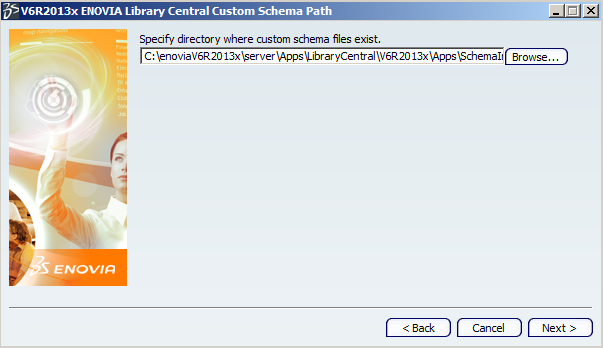 V6R2013x ENOVIA Library Central Custom Schema Path
Specify directory where custom schema files exist.
C:\enoviaV6R2013x\server\Apps\LibraryCentral\V6R2013x\Apps\SchemaI
Browse...
ENOVIA
< Back
Cancel
Next >